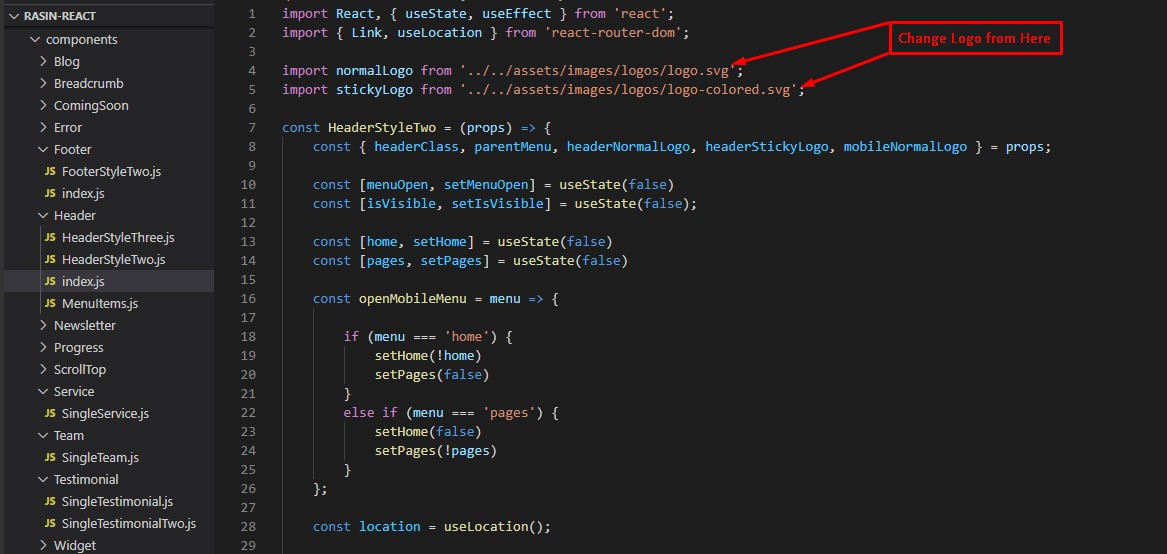 RASIN-REACT
components
Blog
Breadcrumb
ComingSoon
Error
Footer
JS FooterStyleTwo.js
JS index.js
Header
JS HeaderStyleThree.js
JS HeaderStyleTwo.js
JS index.js
JS MenuItems.js
Newsletter
Progress
ScrollTop
Service
JS SingleService.js
Team
JS SingleTeam.js
Testimonial
JS SingleTestimonial.js
JS SingleTestimonialTwo.js
Widget
1 import React, { useState, useEffect } from 'react';
2 import { Link, useLocation } from 'react-router-dom';
3
4 import normalLogo from '../../assets/images/logos/logo.svg';
5 import stickyLogo from '../../assets/images/logos/logo-colored.svg';
6
7 const HeaderStyleTwo = (props) => {
8 const { headerClass, parentMenu, headerNormalLogo, headerStickyLogo, mobileNormalLogo } = props;
9
10 const [menuOpen, setMenuOpen] = useState(false)
11 const [isVisible, setIsVisible] = useState(false);
12
13 const [home, setHome] = useState(false)
14 const [pages, setPages] = useState(false)
15
16 const openMobileMenu = menu => {
17
18 if (menu === 'home') {
19 setHome(!home)
20 setPages(false)
21 }
22 else if (menu === 'pages') {
23 setHome(false)
24 setPages(!pages)
25 }
26 };
27
28 const location = useLocation();
29
Change Logo from Here